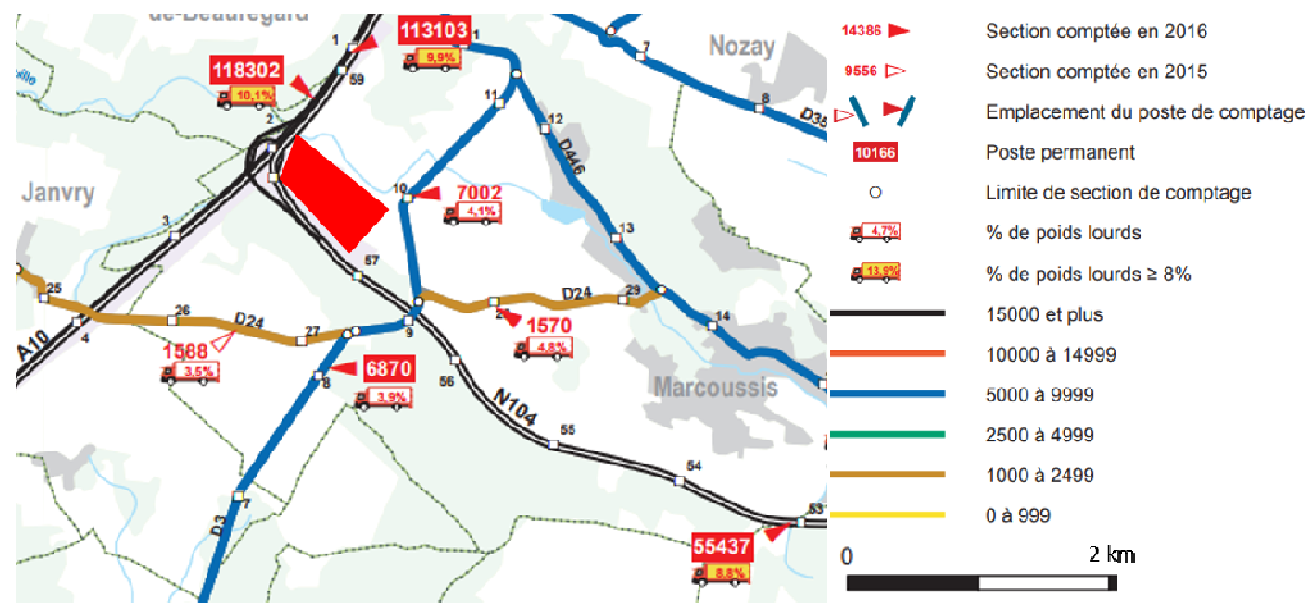 de-Beauregard
113103
9,9%
1
1
59
118302
10,1%
2
Nozay
7
8
D35
11
12
D446
Janvry
10
7002
4,1%
3
13
57
25
26
D24
27
1588
3,5%
4
A10
9
D24
29
1570
4,8%
14
6870
3,9%
8
56
Marcoussis
N104
55
54
7
D3
53
55437
8,8%
14386
Section comptée en 2016
9556
Section comptée en 2015
Emplacement du poste de comptage
10166
Poste permanent
Limite de section de comptage
4,7%
% de poids lourds
13,9%
% de poids lourds ≥ 8%
15000 et plus
10000 à 14999
5000 à 9999
2500 à 4999
1000 à 2499
0 à 999
0
2 km